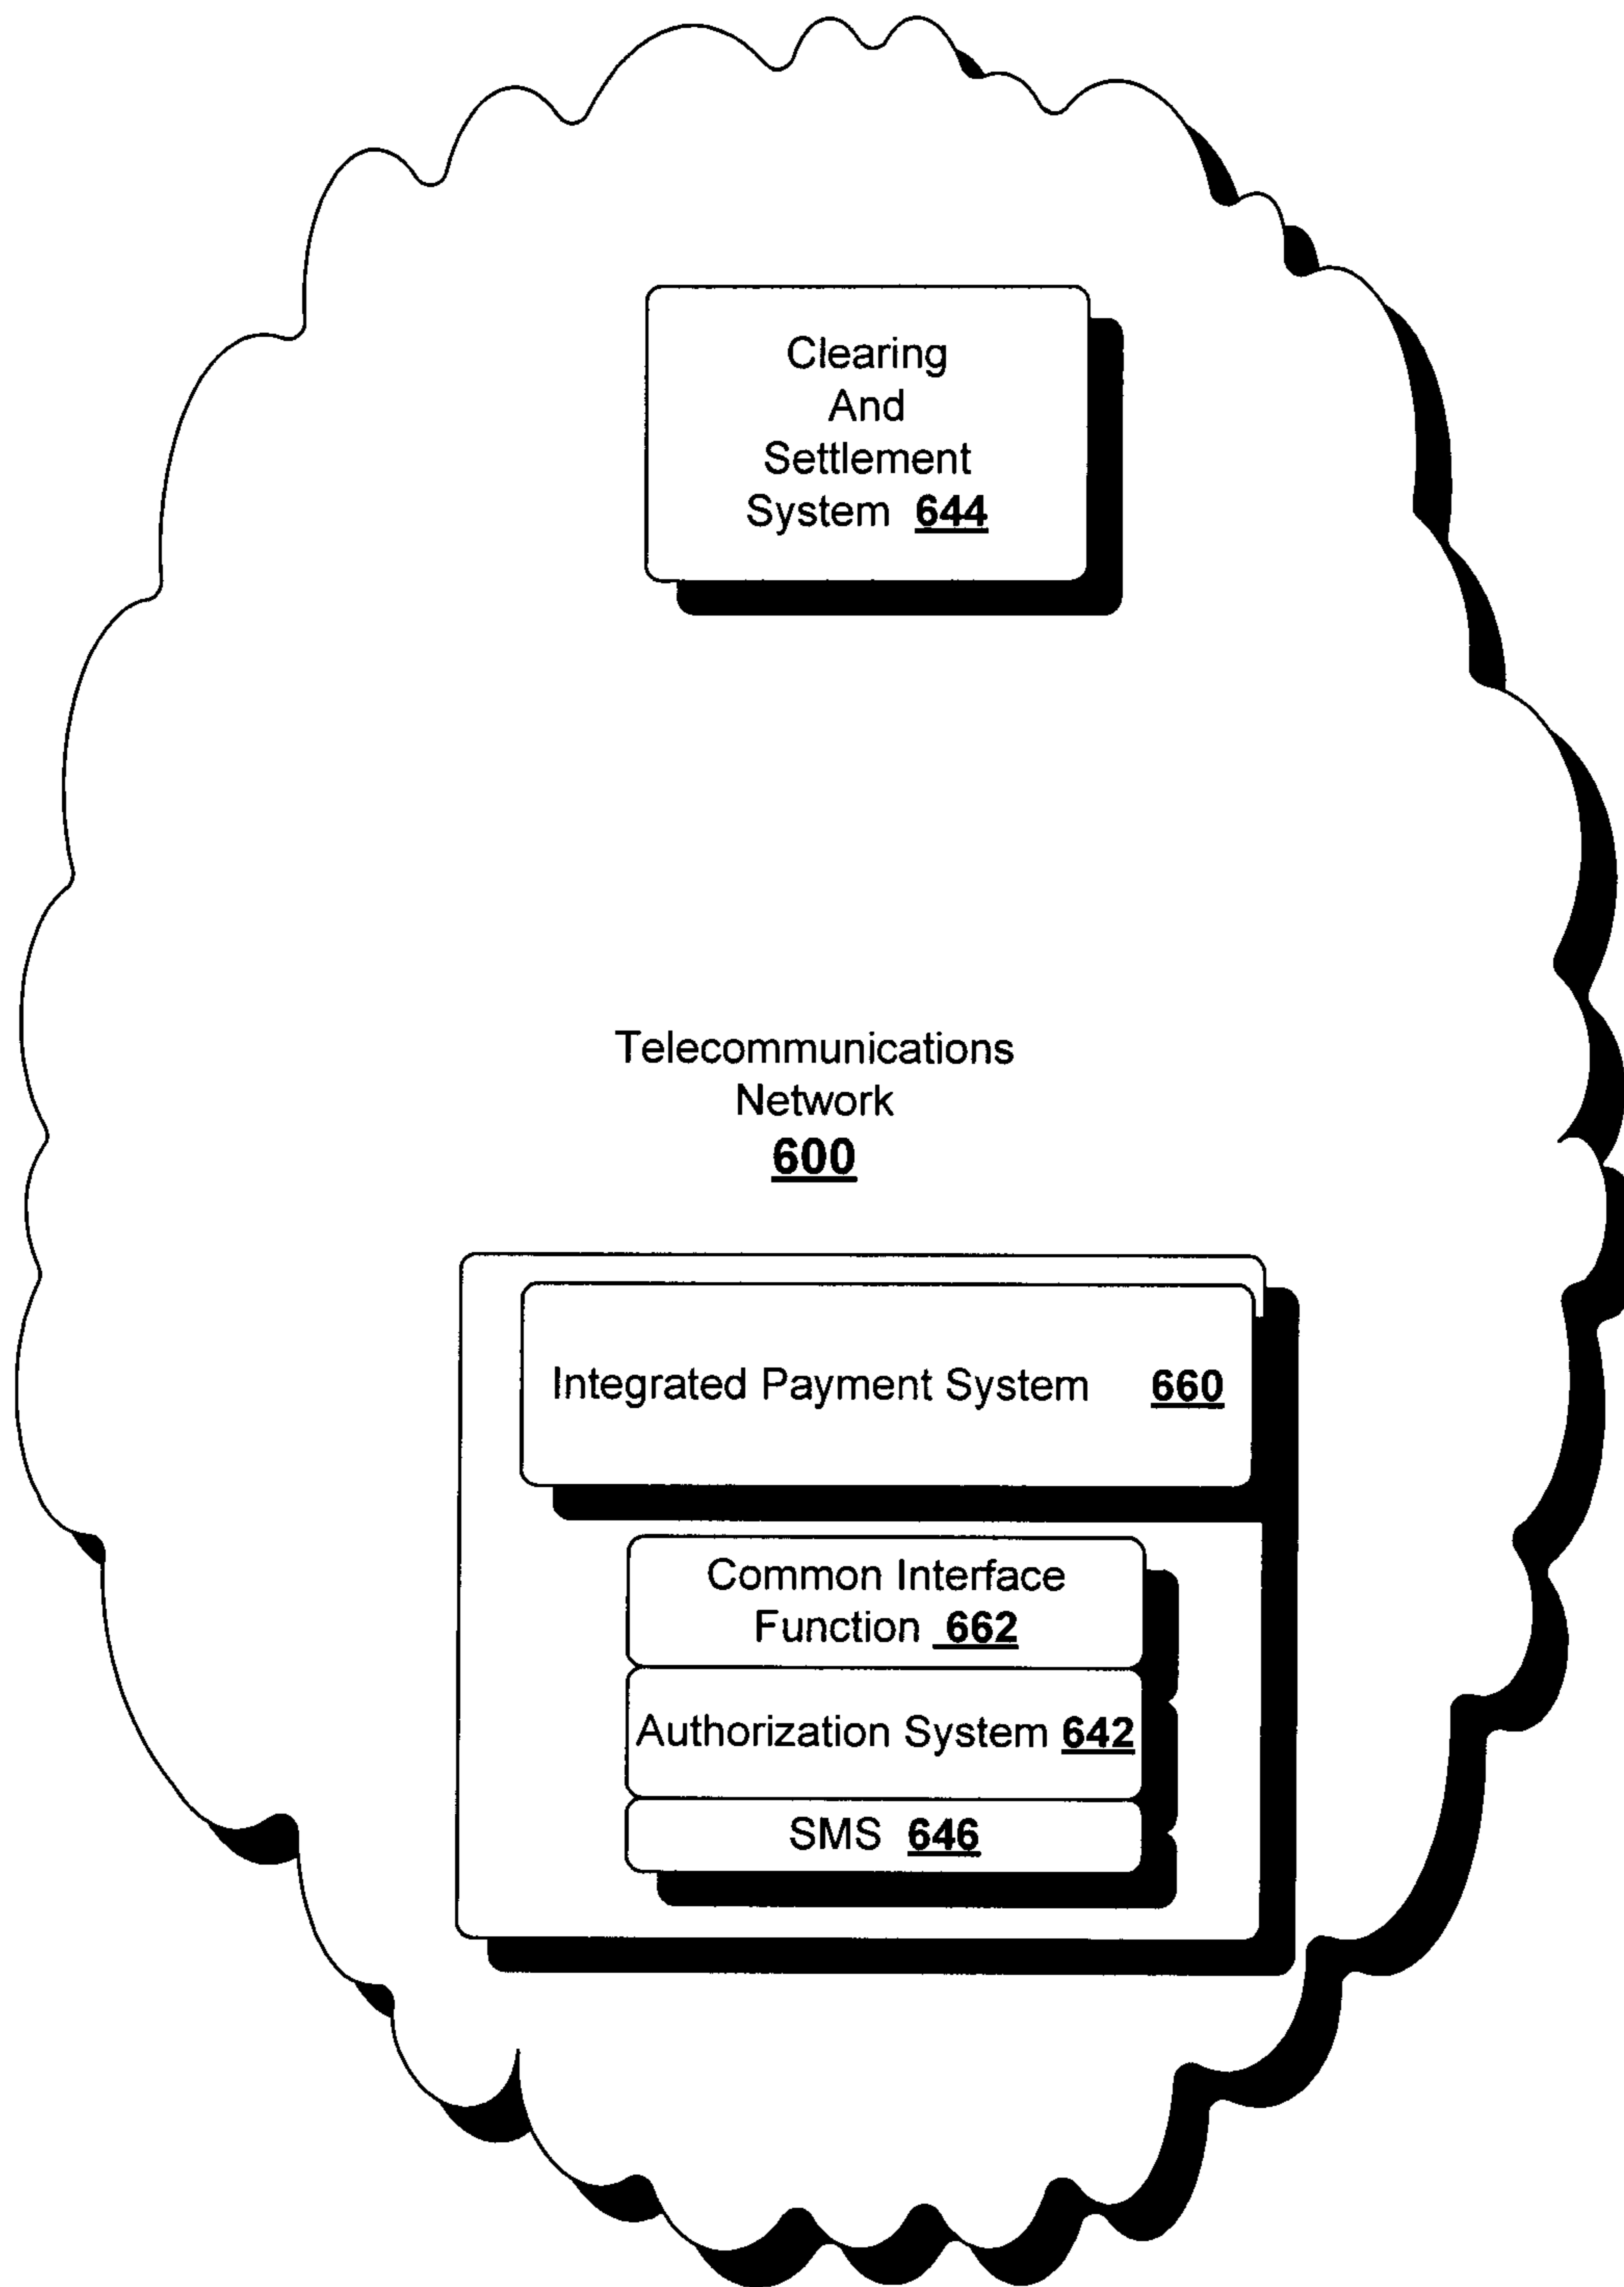 Clearing
And
Settlement
System 644
Telecommunications
Network
600
Integrated Payment System 660
Common Interface
Function 662
Authorization System 642
SMS 646